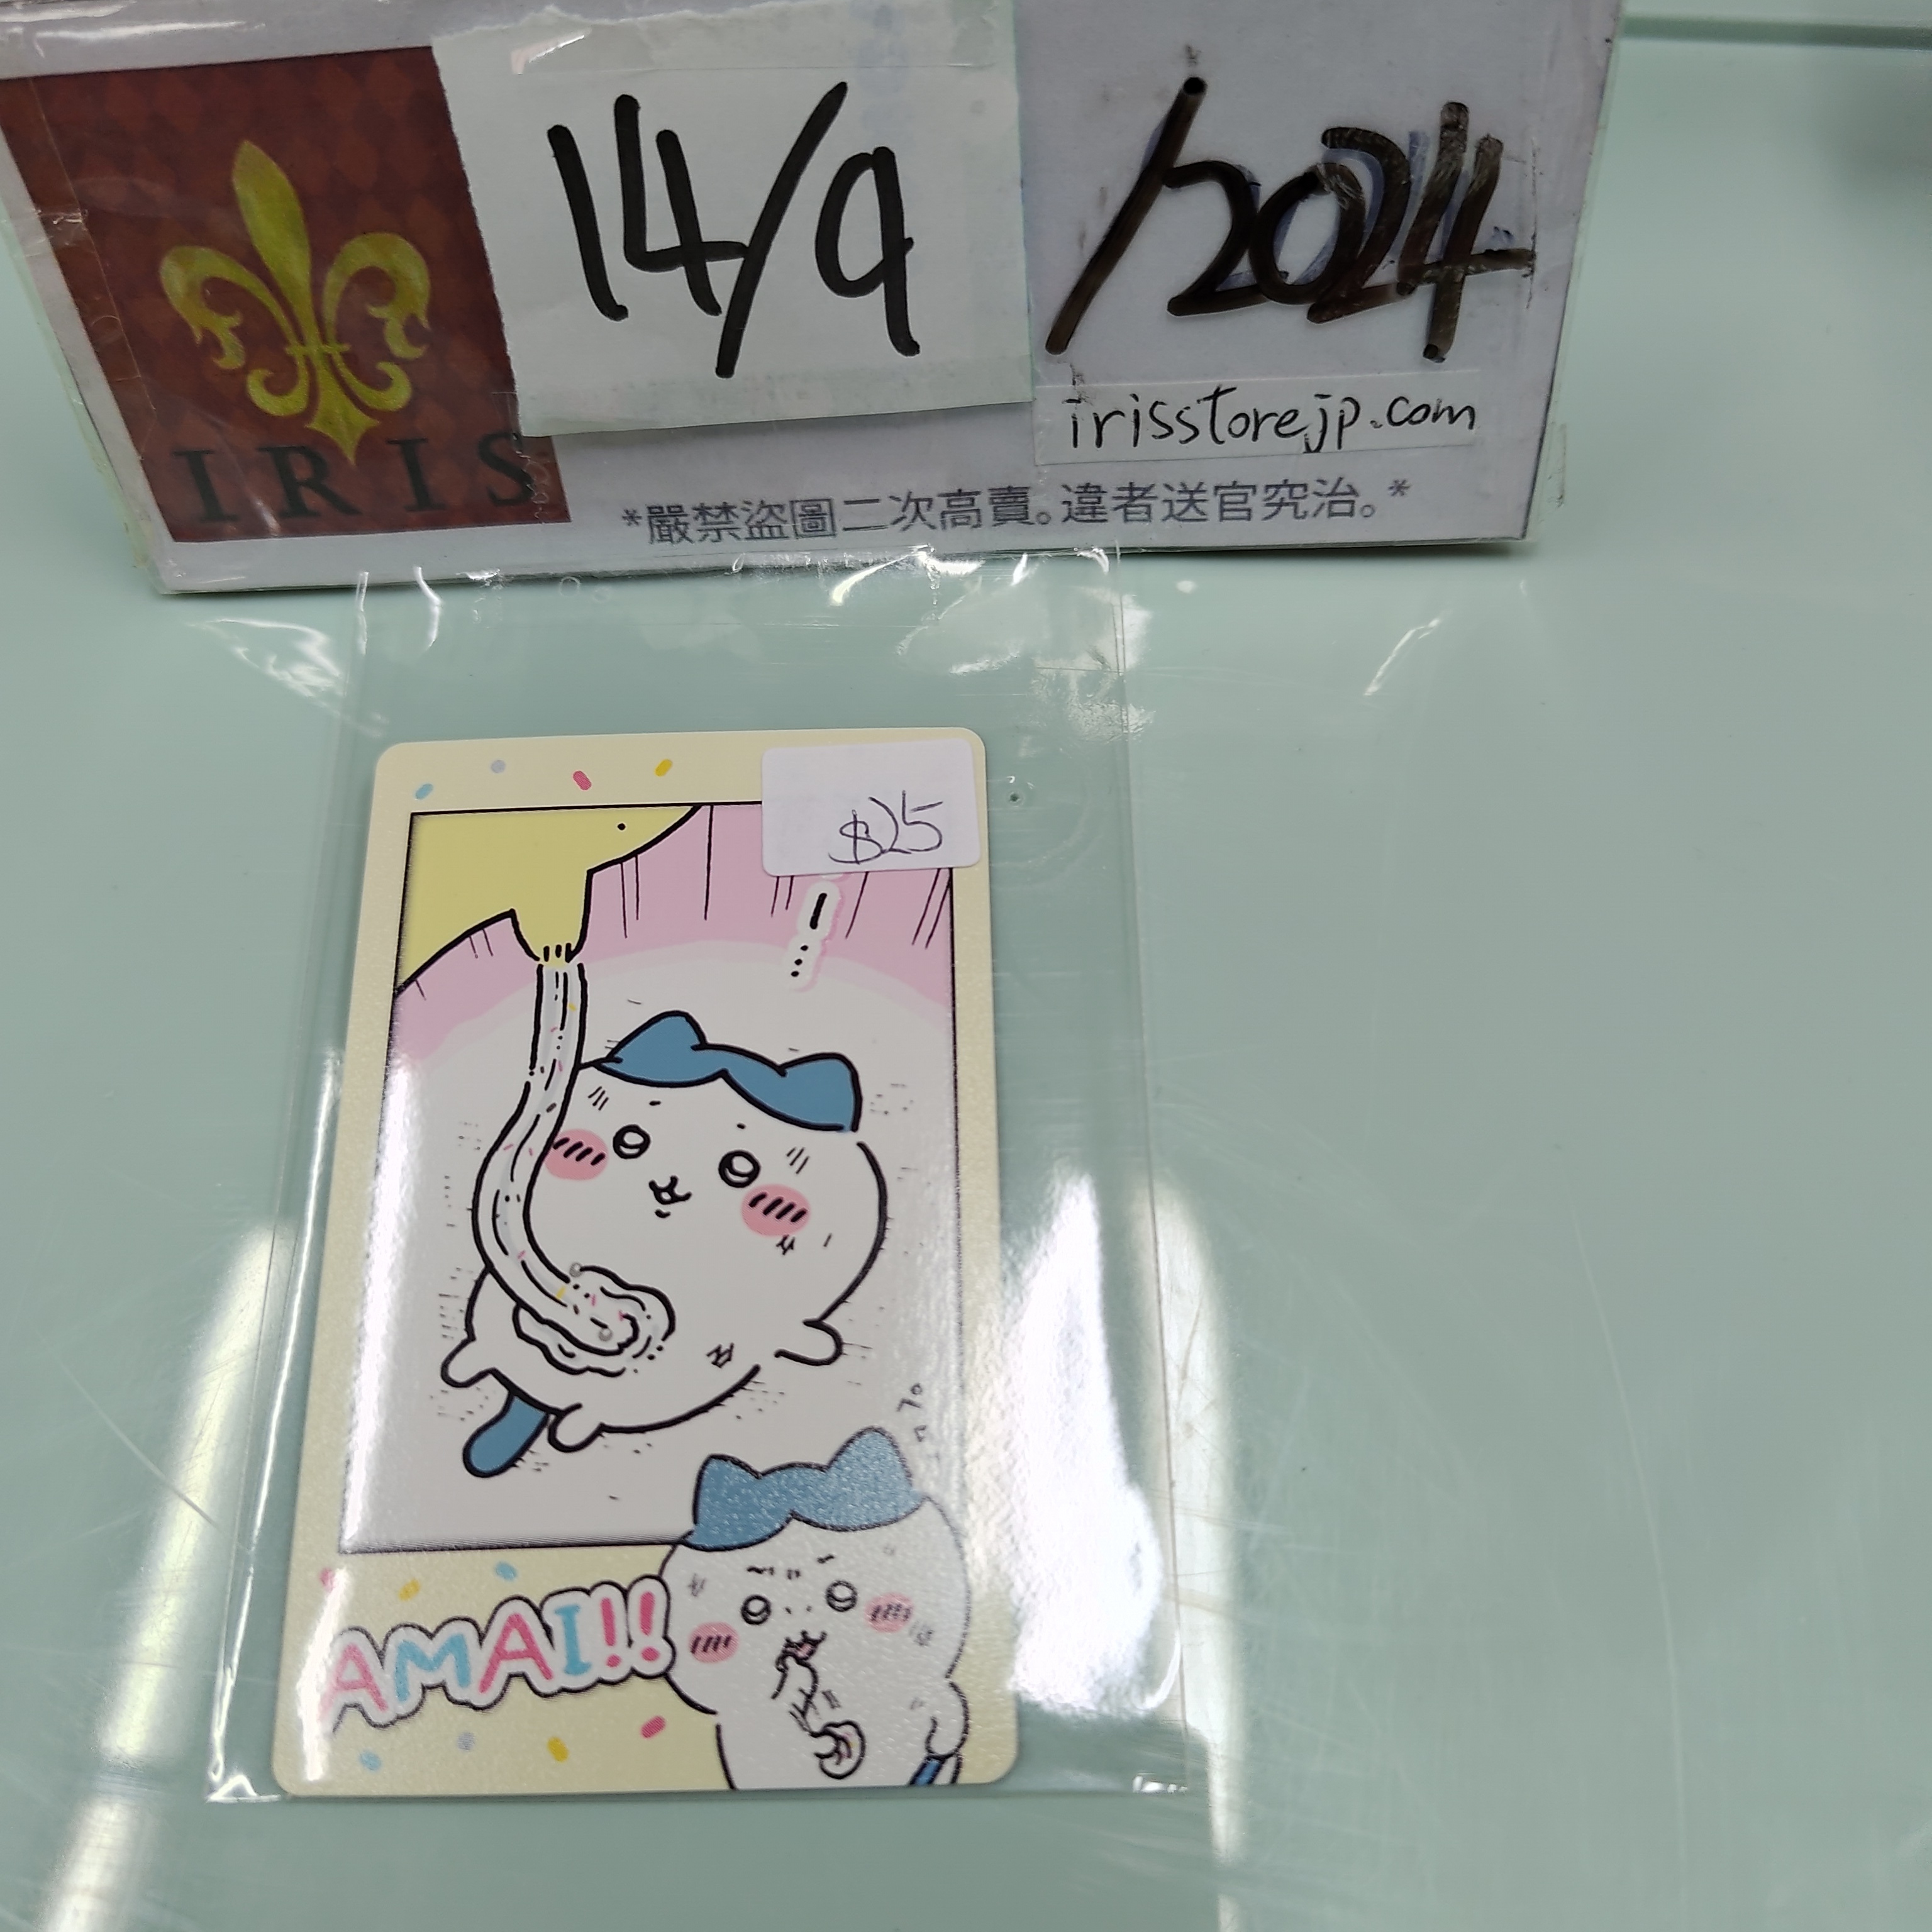 14/9 /2024
IRIS
irisstorejp.com
*嚴禁盜圖二次高賣。違者送官究治。*
$25
AMAI!!